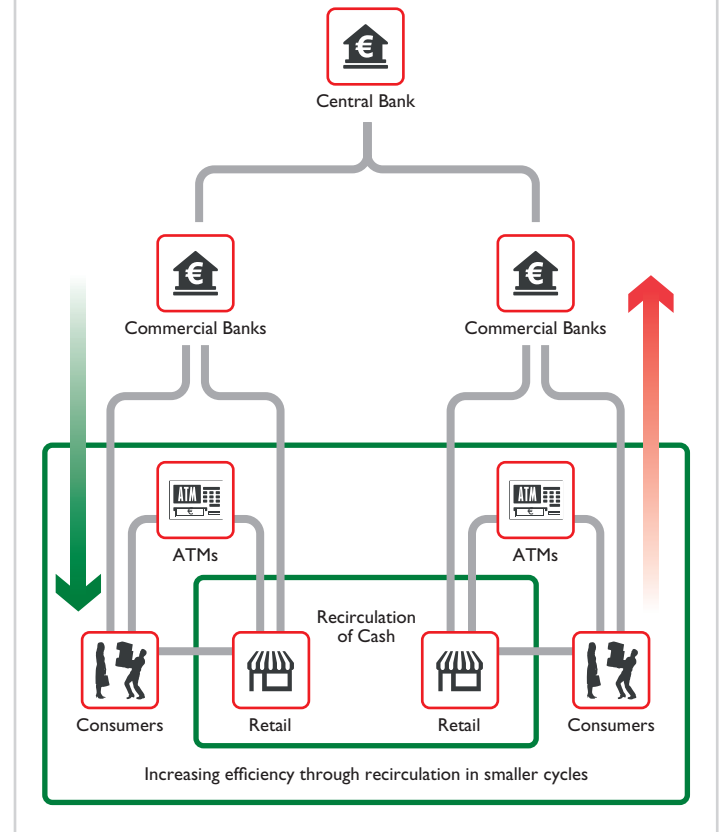 €
Central Bank
€
€
Commercial Banks
Commercial Banks
ATM
€
ATM
€
ATMs
ATMs
Recirculation
of Cash
Consumers
Retail
Retail
Consumers
Increasing efficiency through recirculation in smaller cycles